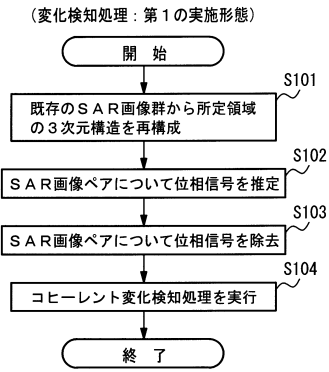 (変化検知処理:第1の実施形態)
開 始
S101
既存のSAR画像群から所定領域
の3次元構造を再構成
S102
SAR画像ペアについて位相信号を推定
S103
SAR画像ペアについて位相信号を除去
S104
コヒーレント変化検知処理を実行
終 了